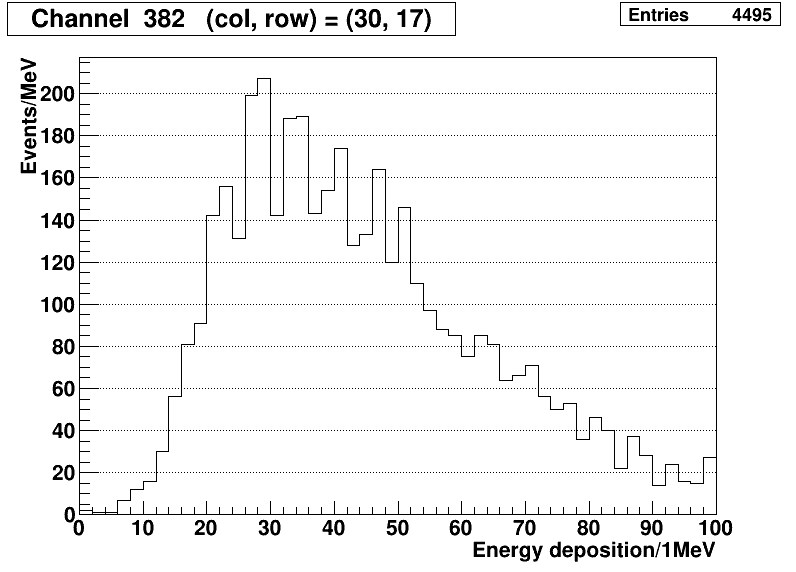 Channel 382 (col, row) = (30, 17)
Entries 4495
Events/MeV
200
180
160
140
120
100
80
60
40
20
0
0 10 20 30 40 50 60 70 80 90 100
Energy deposition/1MeV